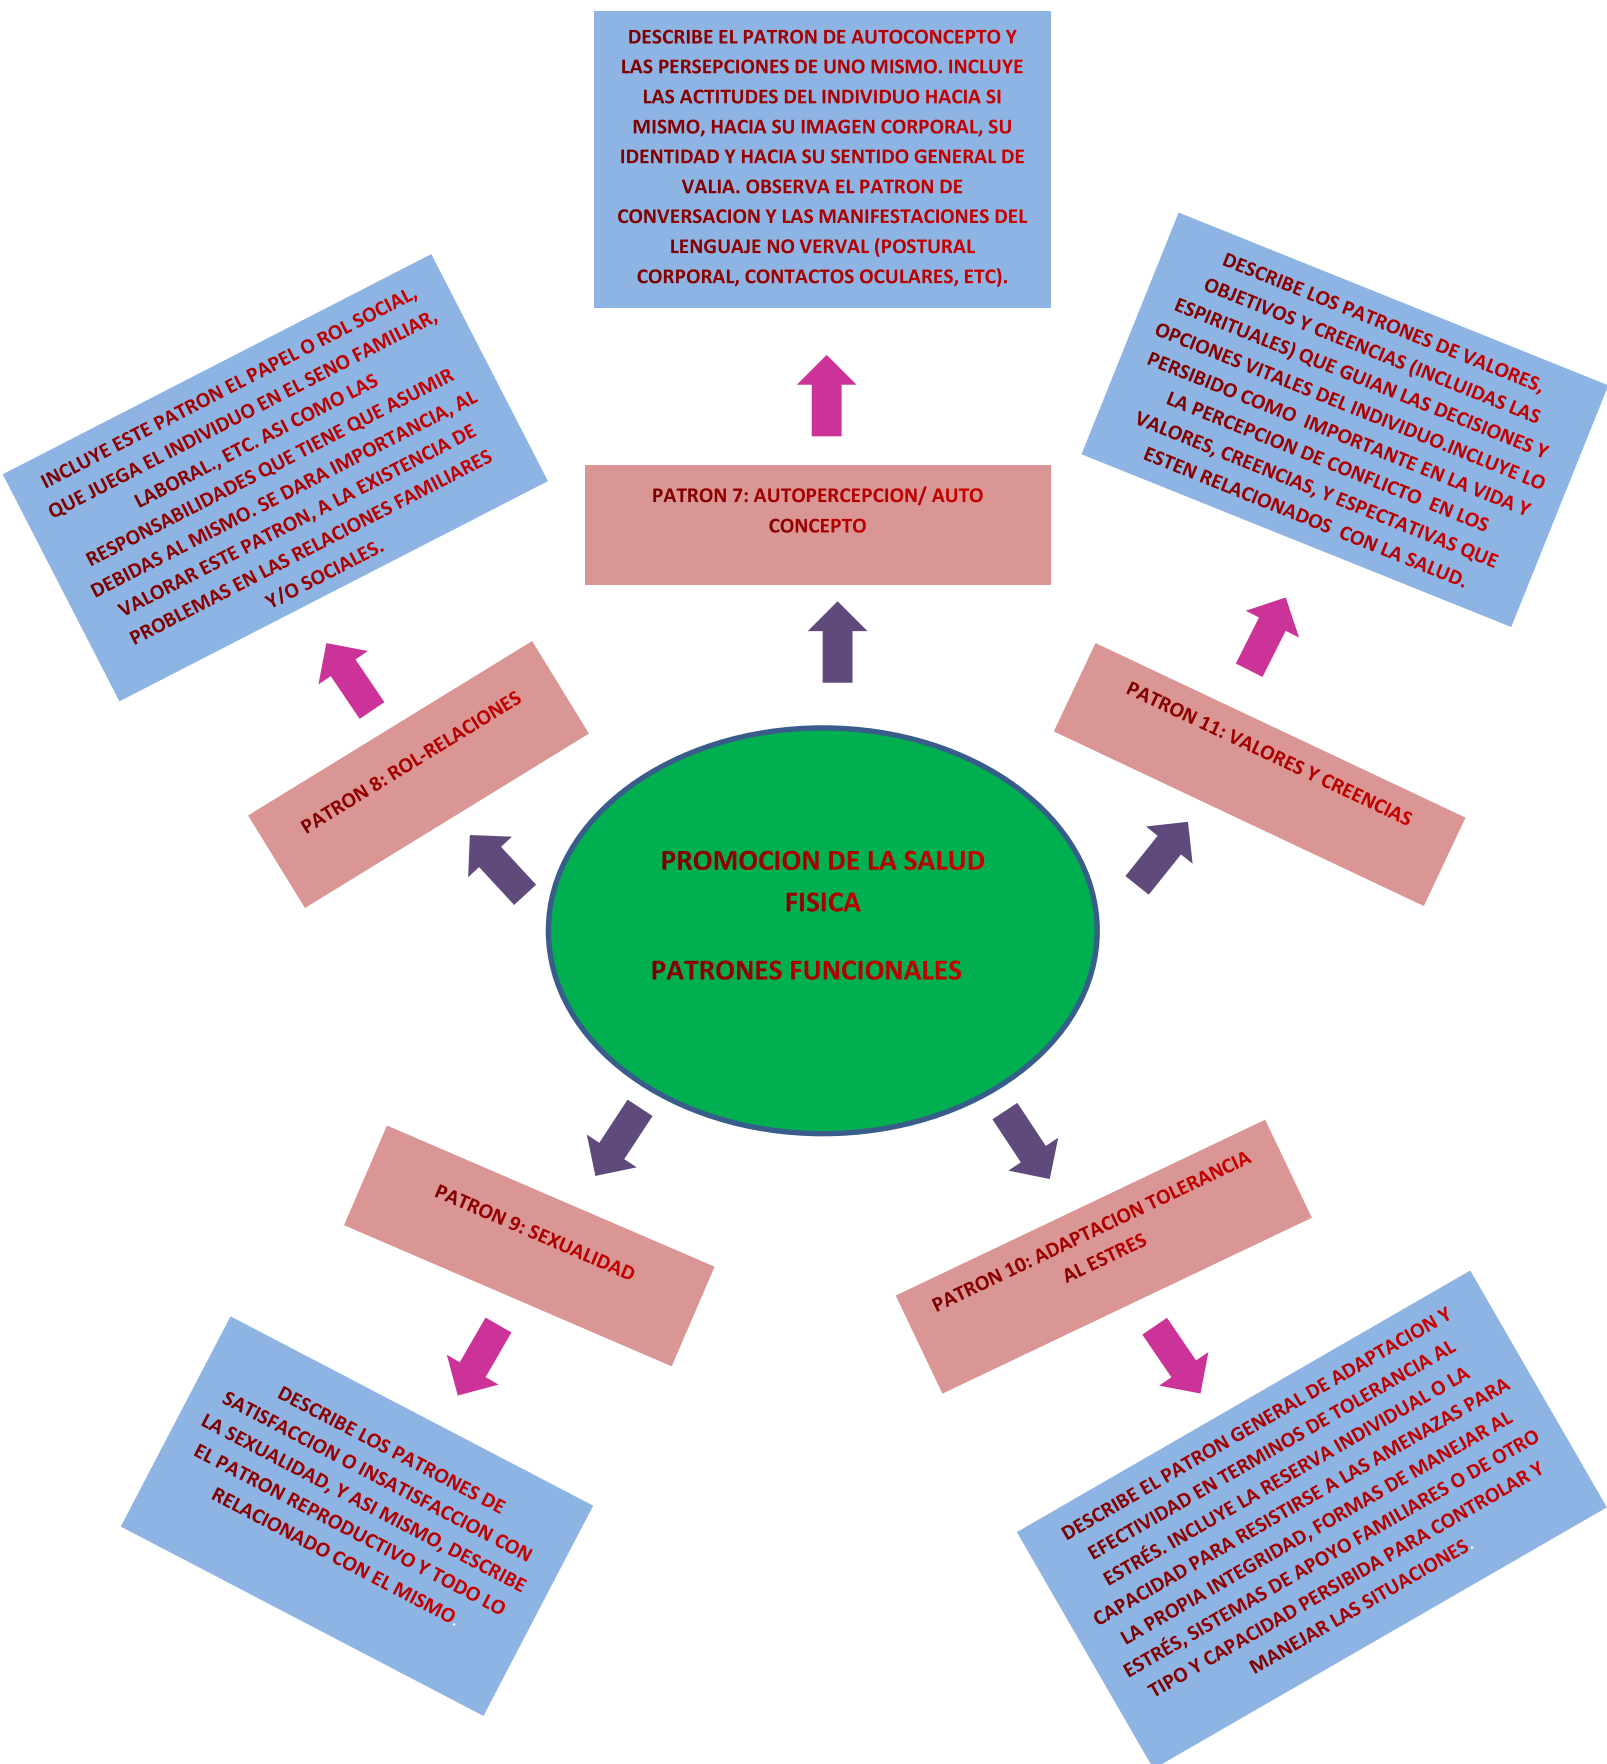 DESCRIBE EL PATRON DE AUTOCONCEPTO Y
LAS PERSEPCIONES DE UNO MISMO. INCLUYE
LAS ACTITUDES DEL INDIVIDUO HACIA SI
MISMO, HACIA SU IMAGEN CORPORAL, SU
IDENTIDAD Y HACIA SU SENTIDO GENERAL DE
VALIA. OBSERVA EL PATRON DE
CONVERSACION Y LAS MANIFESTACIONES DEL
LENGUAJE NO VERVAL (POSTURAL
CORPORAL, CONTACTOS OCULARES, ETC).
INCLUYE ESTE PATRON EL PAPEL O ROL SOCIAL,
QUE JUEGA EL INDIVIDUO EN EL SENO FAMILIAR,
LABORAL., ETC. ASI COMO LAS
RESPONSABILIDADES QUE TIENE QUE ASUMIR
DEBIDAS AL MISMO. SE DARA IMPORTANCIA, AL
VALORAR ESTE PATRON, A LA EXISTENCIA DE
PROBLEMAS EN LAS RELACIONES FAMILIARES
Y/O SOCIALES.
DESCRIBE LOS PATRONES DE VALORES,
OBJETIVOS Y CREENCIAS (INCLUIDAS LAS
ESPIRITUALES) QUE GUIAN LAS DECISIONES Y
OPCIONES VITALES DEL INDIVIDUO.INCLUYE LO
PERSIBIDO COMO IMPORTANTE EN LA VIDA Y
LA PERCEPCION DE CONFLICTO EN LOS
VALORES, CREENCIAS, Y ESPECTATIVAS QUE
ESTEN RELACIONADOS CON LA SALUD.
PATRON 7: AUTOPERCEPCION/ AUTO
CONCEPTO
PATRON 8: ROL-RELACIONES
PATRON 11: VALORES Y CREENCIAS
PROMOCION DE LA SALUD
FISICA
PATRONES FUNCIONALES
PATRON 9: SEXUALIDAD
PATRON 10: ADAPTACION TOLERANCIA
AL ESTRES
DESCRIBE LOS PATRONES DE
SATISFACCION O INSATISFACCION CON
LA SEXUALIDAD, Y ASI MISMO, DESCRIBE
EL PATRON REPRODUCTIVO Y TODO LO
RELACIONADO CON EL MISMO.
DESCRIBE EL PATRON GENERAL DE ADAPTACION Y
EFECTIVIDAD EN TERMINOS DE TOLERANCIA AL
ESTRÉS. INCLUYE LA RESERVA INDIVIDUAL O LA
CAPACIDAD PARA RESISTIRSE A LAS AMENAZAS PARA
LA PROPIA INTEGRIDAD, FORMAS DE MANEJAR AL
ESTRÉS, SISTEMAS DE APOYO FAMILIARES O DE OTRO
TIPO Y CAPACIDAD PERSIBIDA PARA CONTROLAR Y
MANEJAR LAS SITUACIONES.